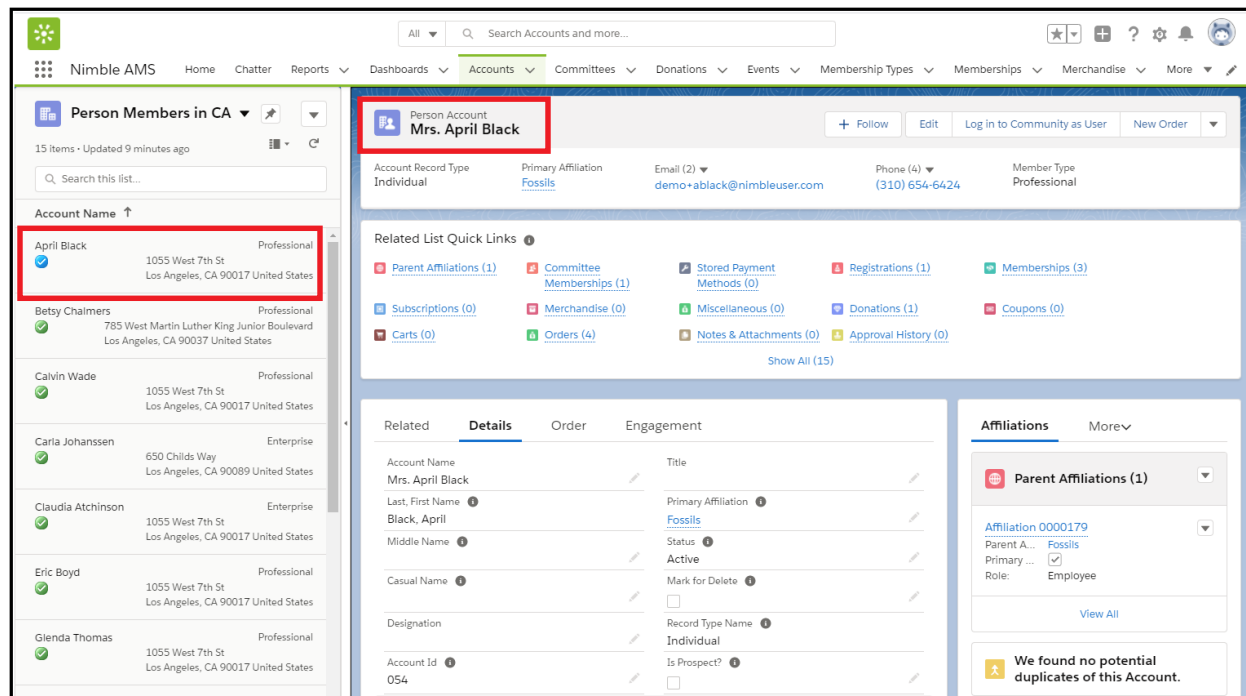 All
Search Accounts and more...
Nimble AMS
Home Chatter Reports Dashboards Accounts Committees Donations Events Membership Types Memberships Merchandise More
Person Members in CA
15 items • Updated 9 minutes ago
Search this list...
Account Name ↑
April Black Professional
1055 West 7th St
Los Angeles, CA 90017 United States
Betsy Chalmers Professional
785 West Martin Luther King Junior Boulevard
Los Angeles, CA 90037 United States
Calvin Wade Professional
1055 West 7th St
Los Angeles, CA 90017 United States
Carla Johanssen Enterprise
650 Childs Way
Los Angeles, CA 90089 United States
Claudia Atchinson Enterprise
1055 West 7th St
Los Angeles, CA 90017 United States
Eric Boyd Professional
1055 West 7th St
Los Angeles, CA 90017 United States
Glenda Thomas Professional
1055 West 7th St
Los Angeles, CA 90017 United States
Person Account
Mrs. April Black
+ Follow Edit Log in to Community as User New Order
Account Record Type Primary Affiliation Email (2) Phone (4) Member Type
Individual Fossils demo+ablack@nimbleuser.com (310) 654-6424 Professional
Related List Quick Links
Parent Affiliations (1) Committee Memberships (1) Stored Payment Methods (0) Registrations (1) Memberships (3)
Subscriptions (0) Merchandise (0) Miscellaneous (0) Donations (1) Coupons (0)
Carts (0) Orders (4) Notes & Attachments (0) Approval History (0)
Show All (15)
Related Details Order Engagement
Account Name Title
Mrs. April Black
Last, First Name Primary Affiliation
Black, April Fossils
Middle Name Status
Active
Casual Name Mark for Delete
Designation Record Type Name
Individual
Account Id Is Prospect?
054
Affiliations More
Parent Affiliations (1)
Affiliation 0000179
Parent A... Fossils
Primary ...
Role: Employee
View All
We found no potential
duplicates of this Account.